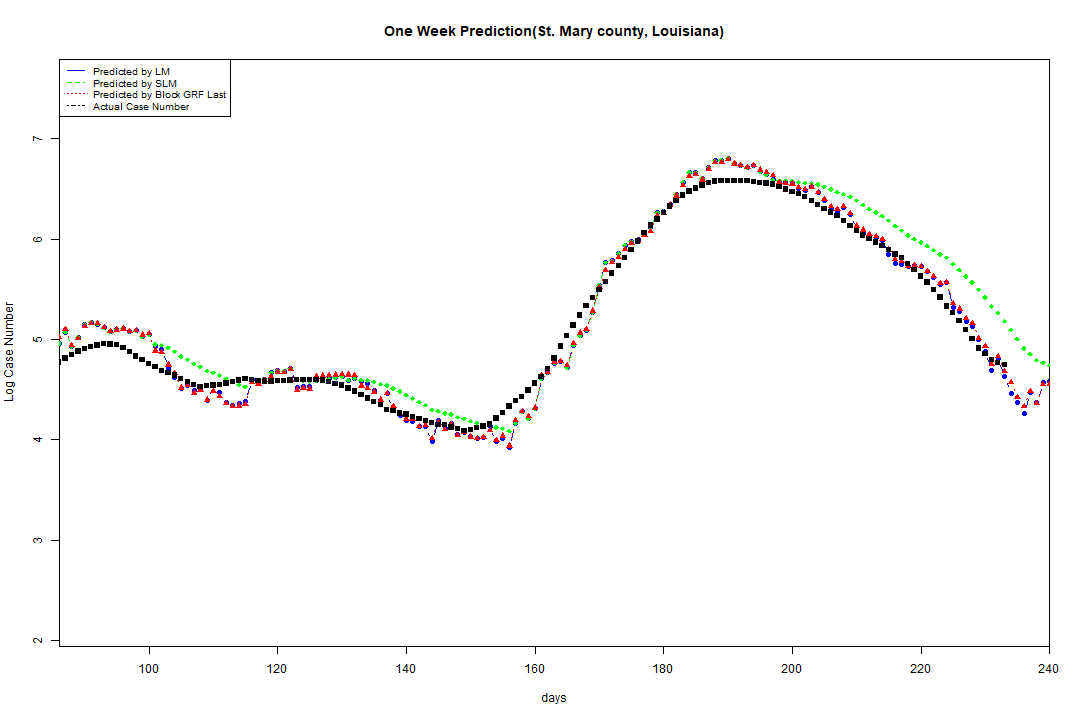 One Week Prediction(St. Mary county, Louisiana)
Predicted by LM
Predicted by SLM
Predicted by Block GRF Last
Actual Case Number
7
6
5
4
3
2
Log Case Number
100 120 140 160 180 200 220 240
days